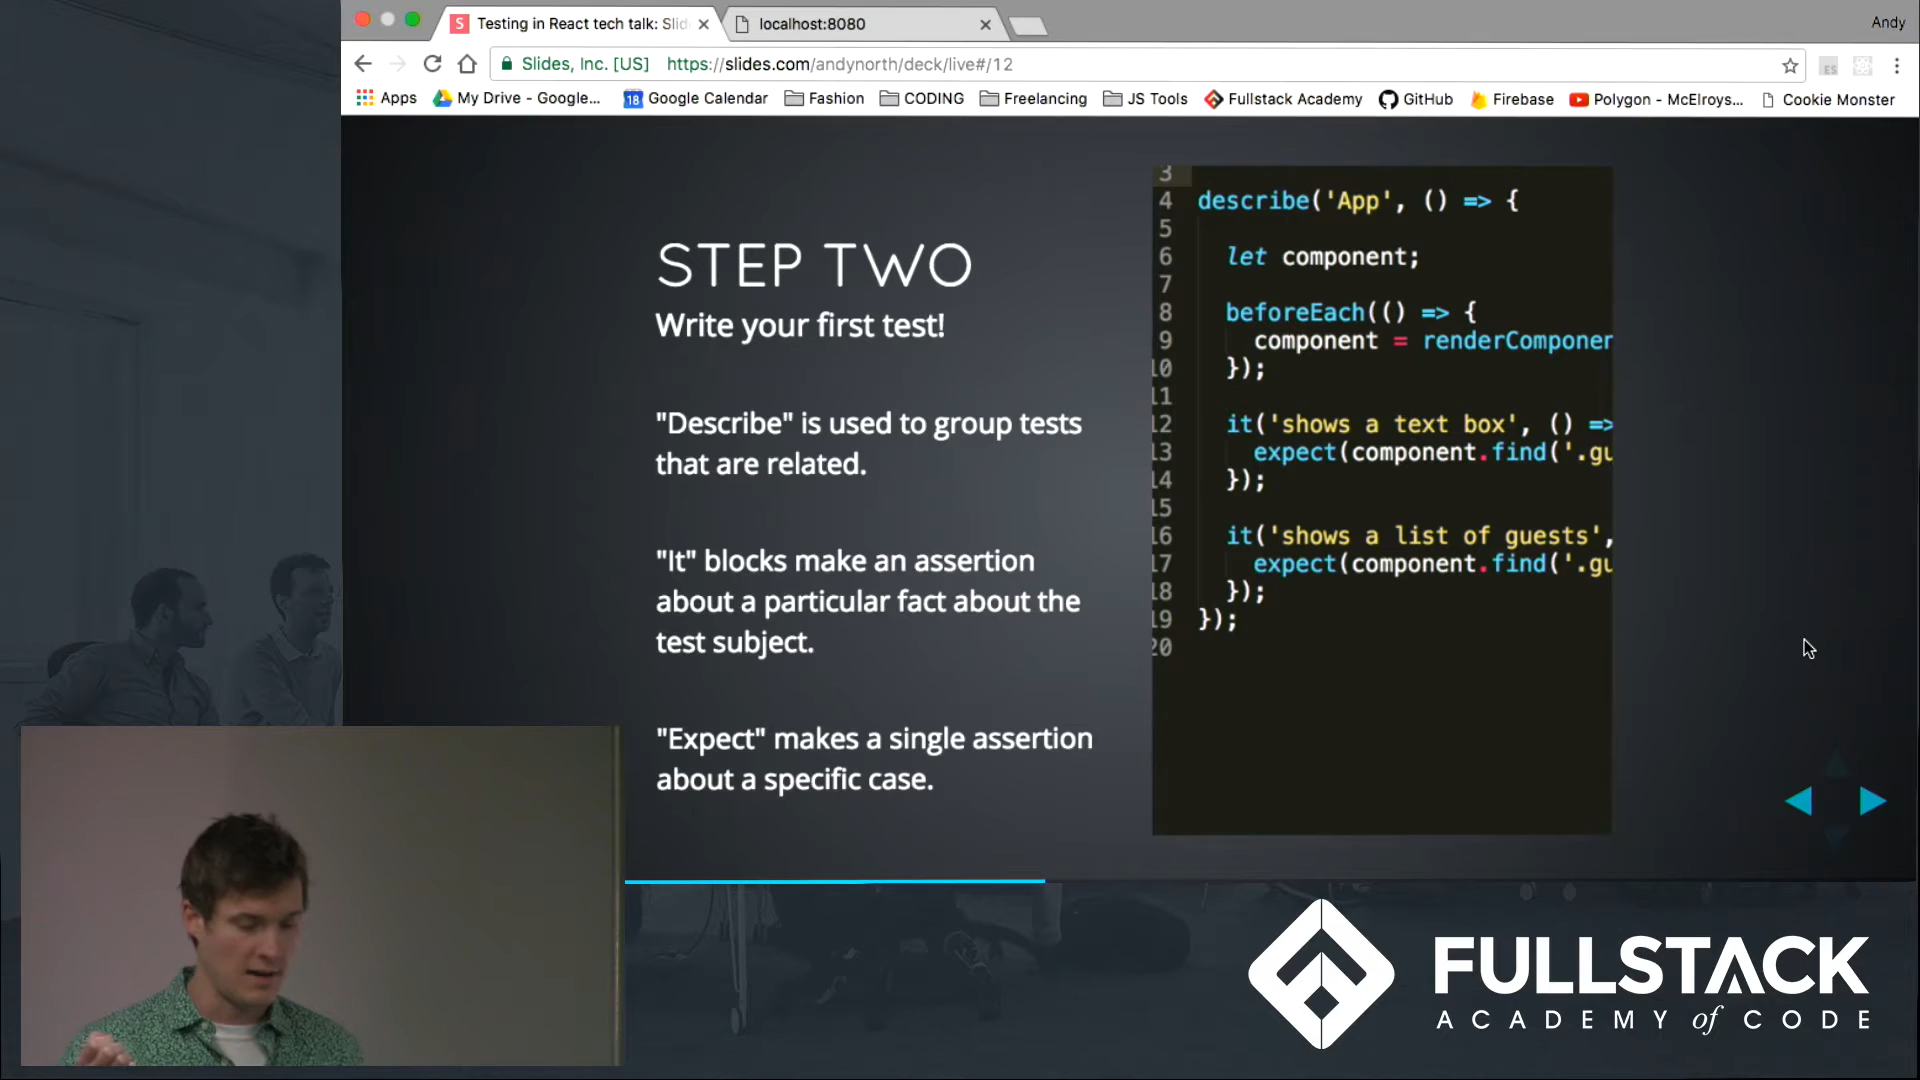 Testing in React tech talk: Slid
localhost:8080
Andy
Slides, Inc. [US] https://slides.com/andynorth/deck/live#/12
Apps My Drive - Google... 18 Google Calendar Fashion CODING Freelancing JS Tools Fullstack Academy GitHub Firebase Polygon - McElroys... Cookie Monster
STEP TWO
Write your first test!
"Describe" is used to group tests
that are related.
"It" blocks make an assertion
about a particular fact about the
test subject.
"Expect" makes a single assertion
about a specific case.
3
4 describe('App', () => {
5
6 let component;
7
8 beforeEach(() => {
9 component = renderComponen
10 });
11
12 it('shows a text box', () =>
13 expect(component.find('.gu
14 });
15
16 it('shows a list of guests',
17 expect(component.find('.gu
18 });
19 });
20
FULLSTACK
ACADEMY of CODE